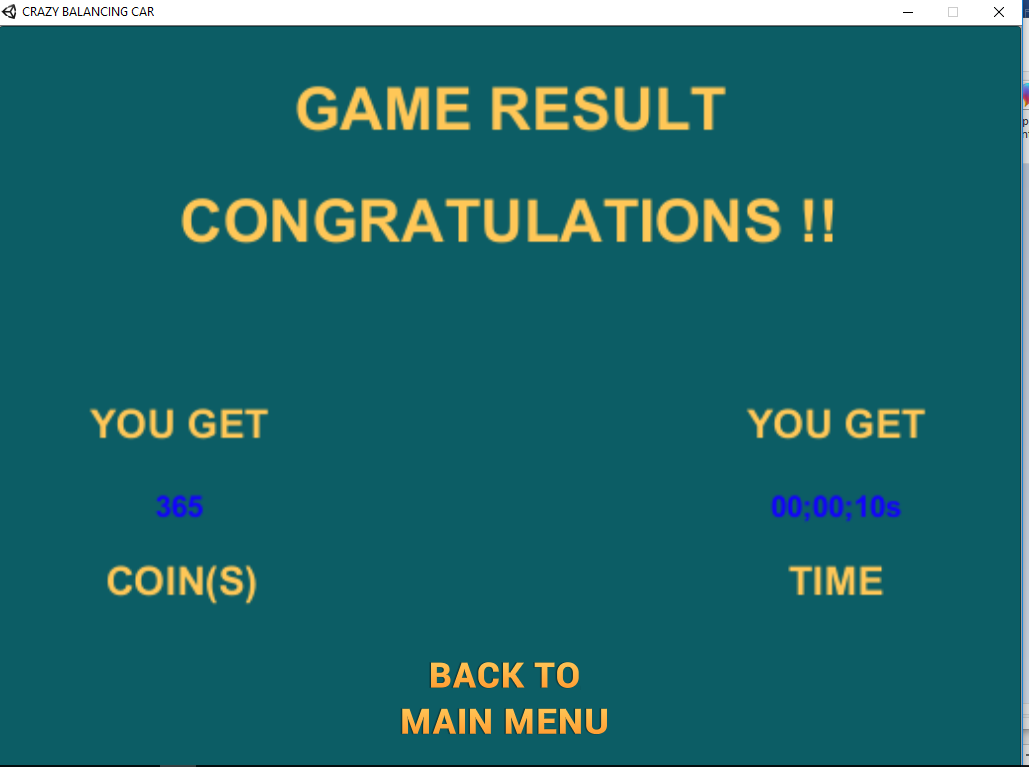 CRAZY BALANCING CAR
GAME RESULT
CONGRATULATIONS !!
YOU GET
365
COIN(S)
YOU GET
00;00;10s
TIME
BACK TO
MAIN MENU